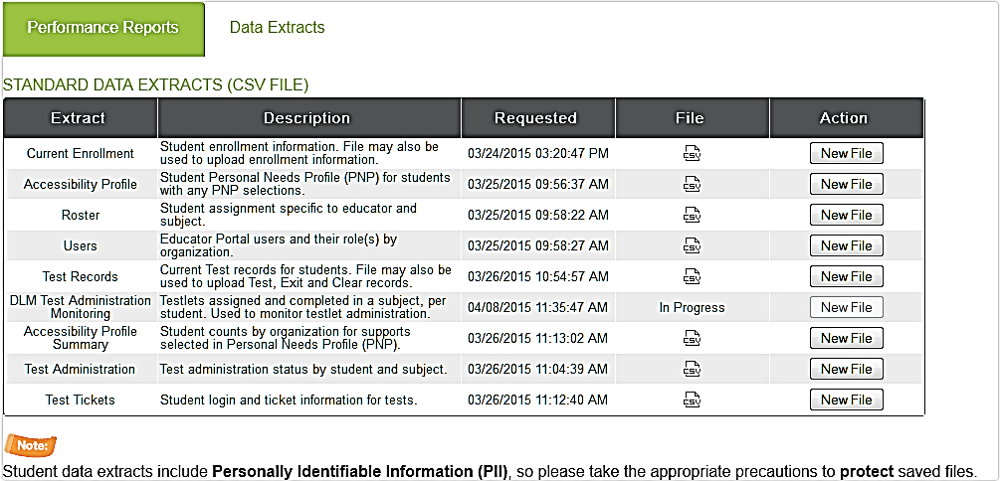 Performance Reports Data Extracts
STANDARD DATA EXTRACTS (CSV FILE)
Extract Description Requested File Action
Current Enrollment Student enrollment information. File may also be used to upload enrollment information. 03/24/2015 03:20:47 PM CSV New File
Accessibility Profile Student Personal Needs Profile (PNP) for students with any PNP selections. 03/25/2015 09:56:37 AM CSV New File
Roster Student assignment specific to educator and subject. 03/25/2015 09:58:22 AM CSV New File
Users Educator Portal users and their role(s) by organization. 03/25/2015 09:58:27 AM CSV New File
Test Records Current Test records for students. File may also be used to upload Test, Exit and Clear records. 03/26/2015 10:54:57 AM CSV New File
DLM Test Administration Monitoring Testlets assigned and completed in a subject, per student. Used to monitor testlet administration. 04/08/2015 11:35:47 AM In Progress New File
Accessibility Profile Summary Student counts by organization for supports selected in Personal Needs Profile (PNP). 03/26/2015 11:13:02 AM CSV New File
Test Administration Test administration status by student and subject. 03/26/2015 11:04:39 AM CSV New File
Test Tickets Student login and ticket information for tests. 03/26/2015 11:12:40 AM CSV New File
Note:
Student data extracts include Personally Identifiable Information (PII), so please take the appropriate precautions to protect saved files.